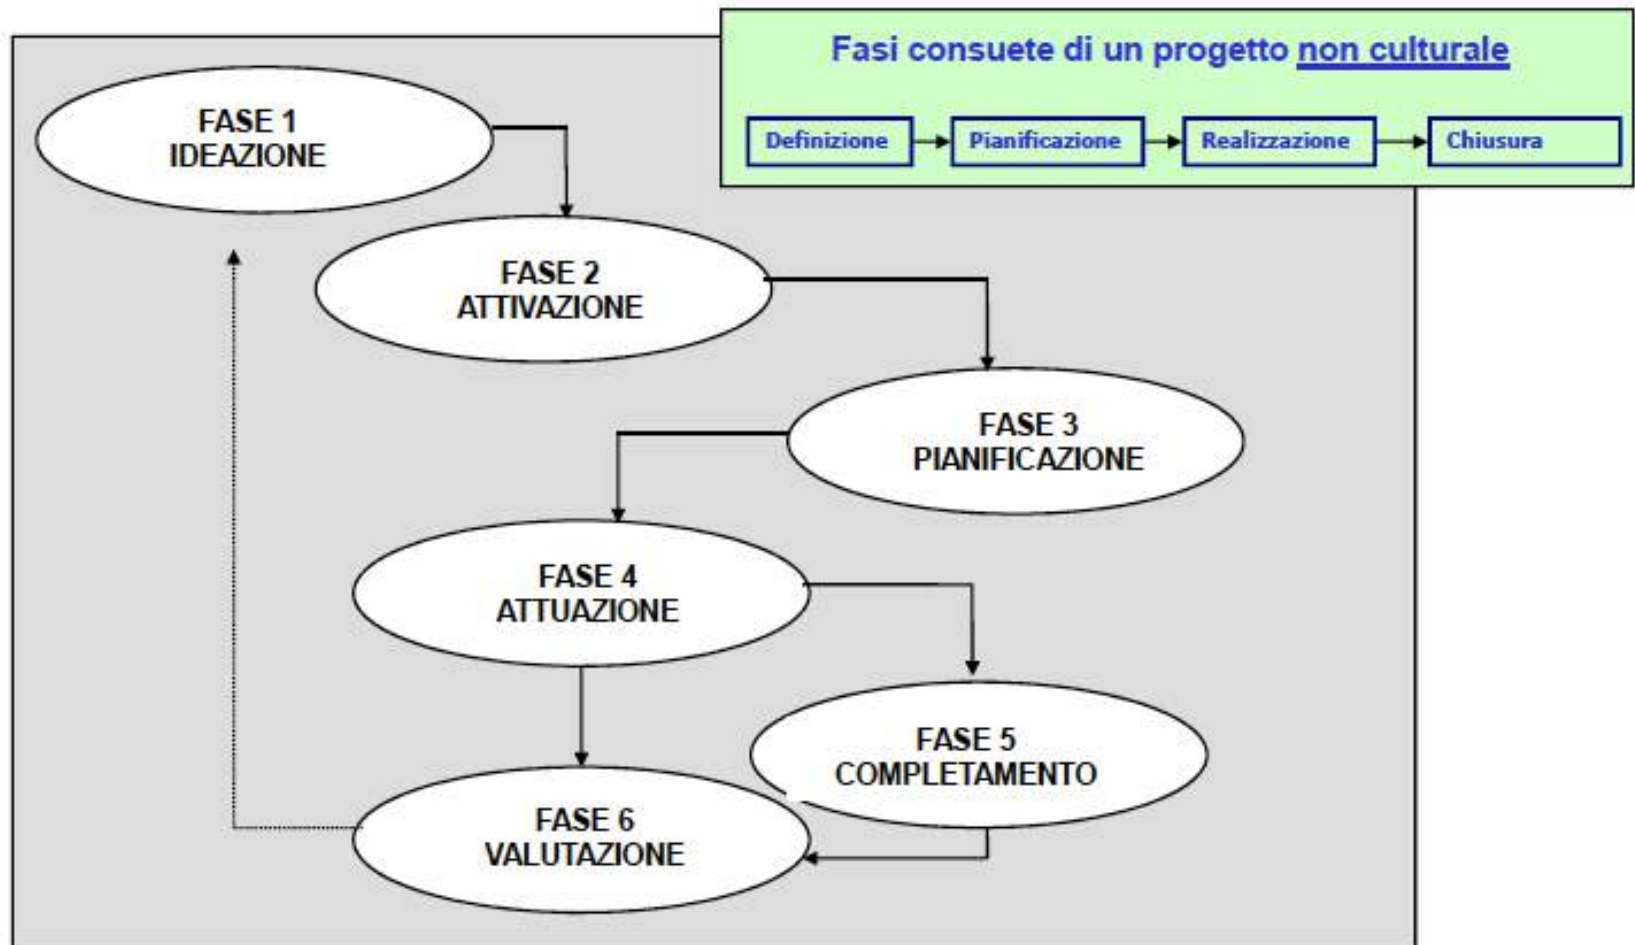 Fasi consuete di un progetto non culturale
Definizione
Pianificazione
Realizzazione
Chiusura
FASE 1
IDEAZIONE
FASE 2
ATTIVAZIONE
FASE 3
PIANIFICAZIONE
FASE 4
ATTUAZIONE
FASE 5
COMPLETAMENTO
FASE 6
VALUTAZIONE